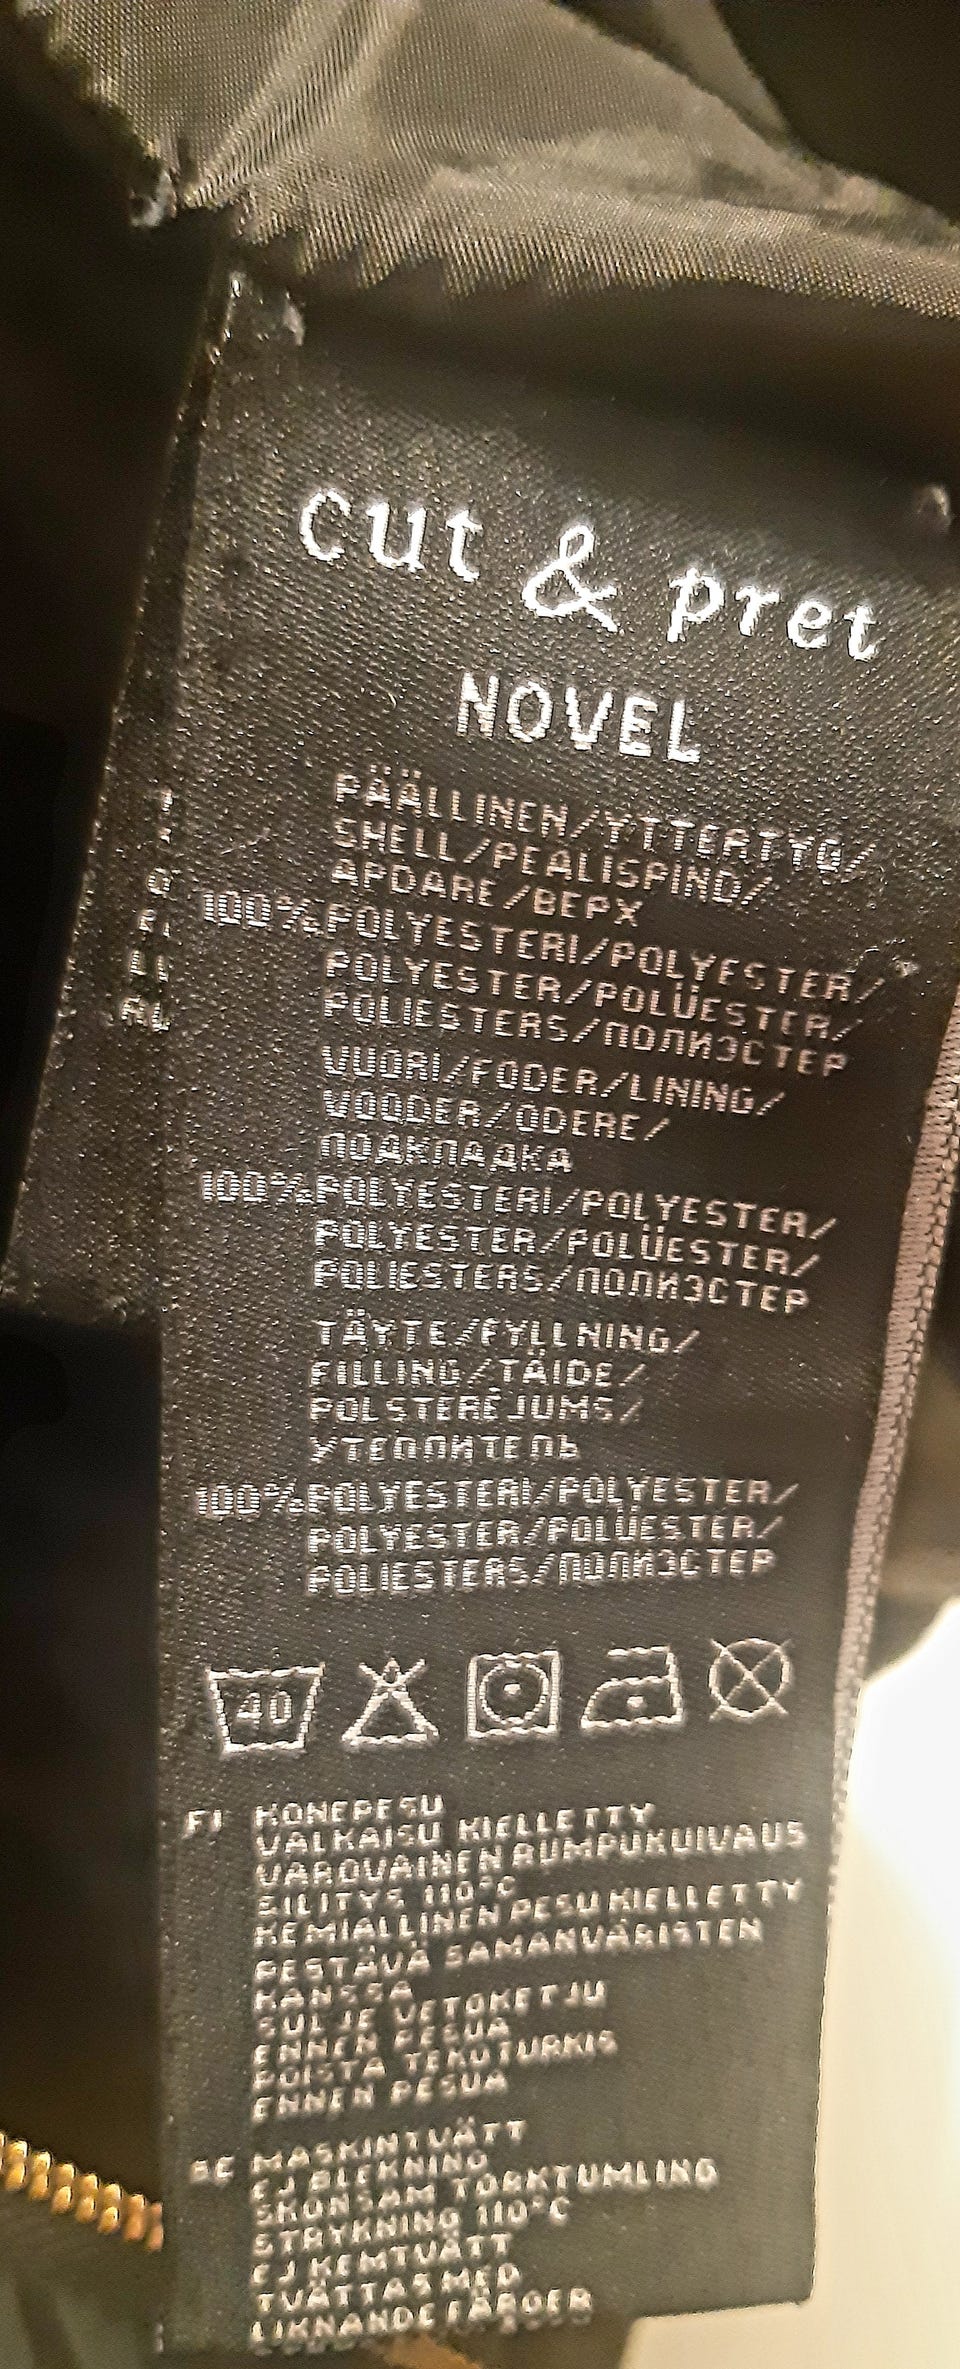 cut & pret
NOVEL
PÄÄLLINEN/YTTERTYG/
SHELL/PEALISPIND/
APDARE/ВЕРХ
100% POLYESTERI/POLYESTER/
POLYESTER/POLÜESTER/
POLIESTERS/ПОЛИЭСТЕР
VUORI/FODER/LINING/
VOODER/ODERE/
ПОДКЛАДКА
100% POLYESTERI/POLYESTER/
POLYESTER/POLÜESTER/
POLIESTERS/ПОЛИЭСТЕР
TÄYTE/FYLLNING/
FILLING/TÄIDE/
POLSTERĒJUMS/
УТЕПЛИТЕЛЬ
100% POLYESTERI/POLYESTER/
POLYESTER/POLÜESTER/
POLIESTERS/ПОЛИЭСТЕР
40
FI KONEPESU
VALKAISU KIELLETTY
VAROVAINEN RUMPUKUIVAUS
SILITYS 110°C
KEMIALLINEN PESU KIELLETTY
PESTÄVÄ SAMANVÄRISTEN
KANSSA
SULJE VETOKETJU
ENNEN PESUA
POISTA TEKOTURKIS
ENNEN PESUA
SE MASKINTVÄTT
EJ BLEKNING
SKONSAM TORKTUMLING
STRYKNING 110°C
EJ KEMTVÄTT
TVÄTTAS MED
LIKNANDE FÄRGER